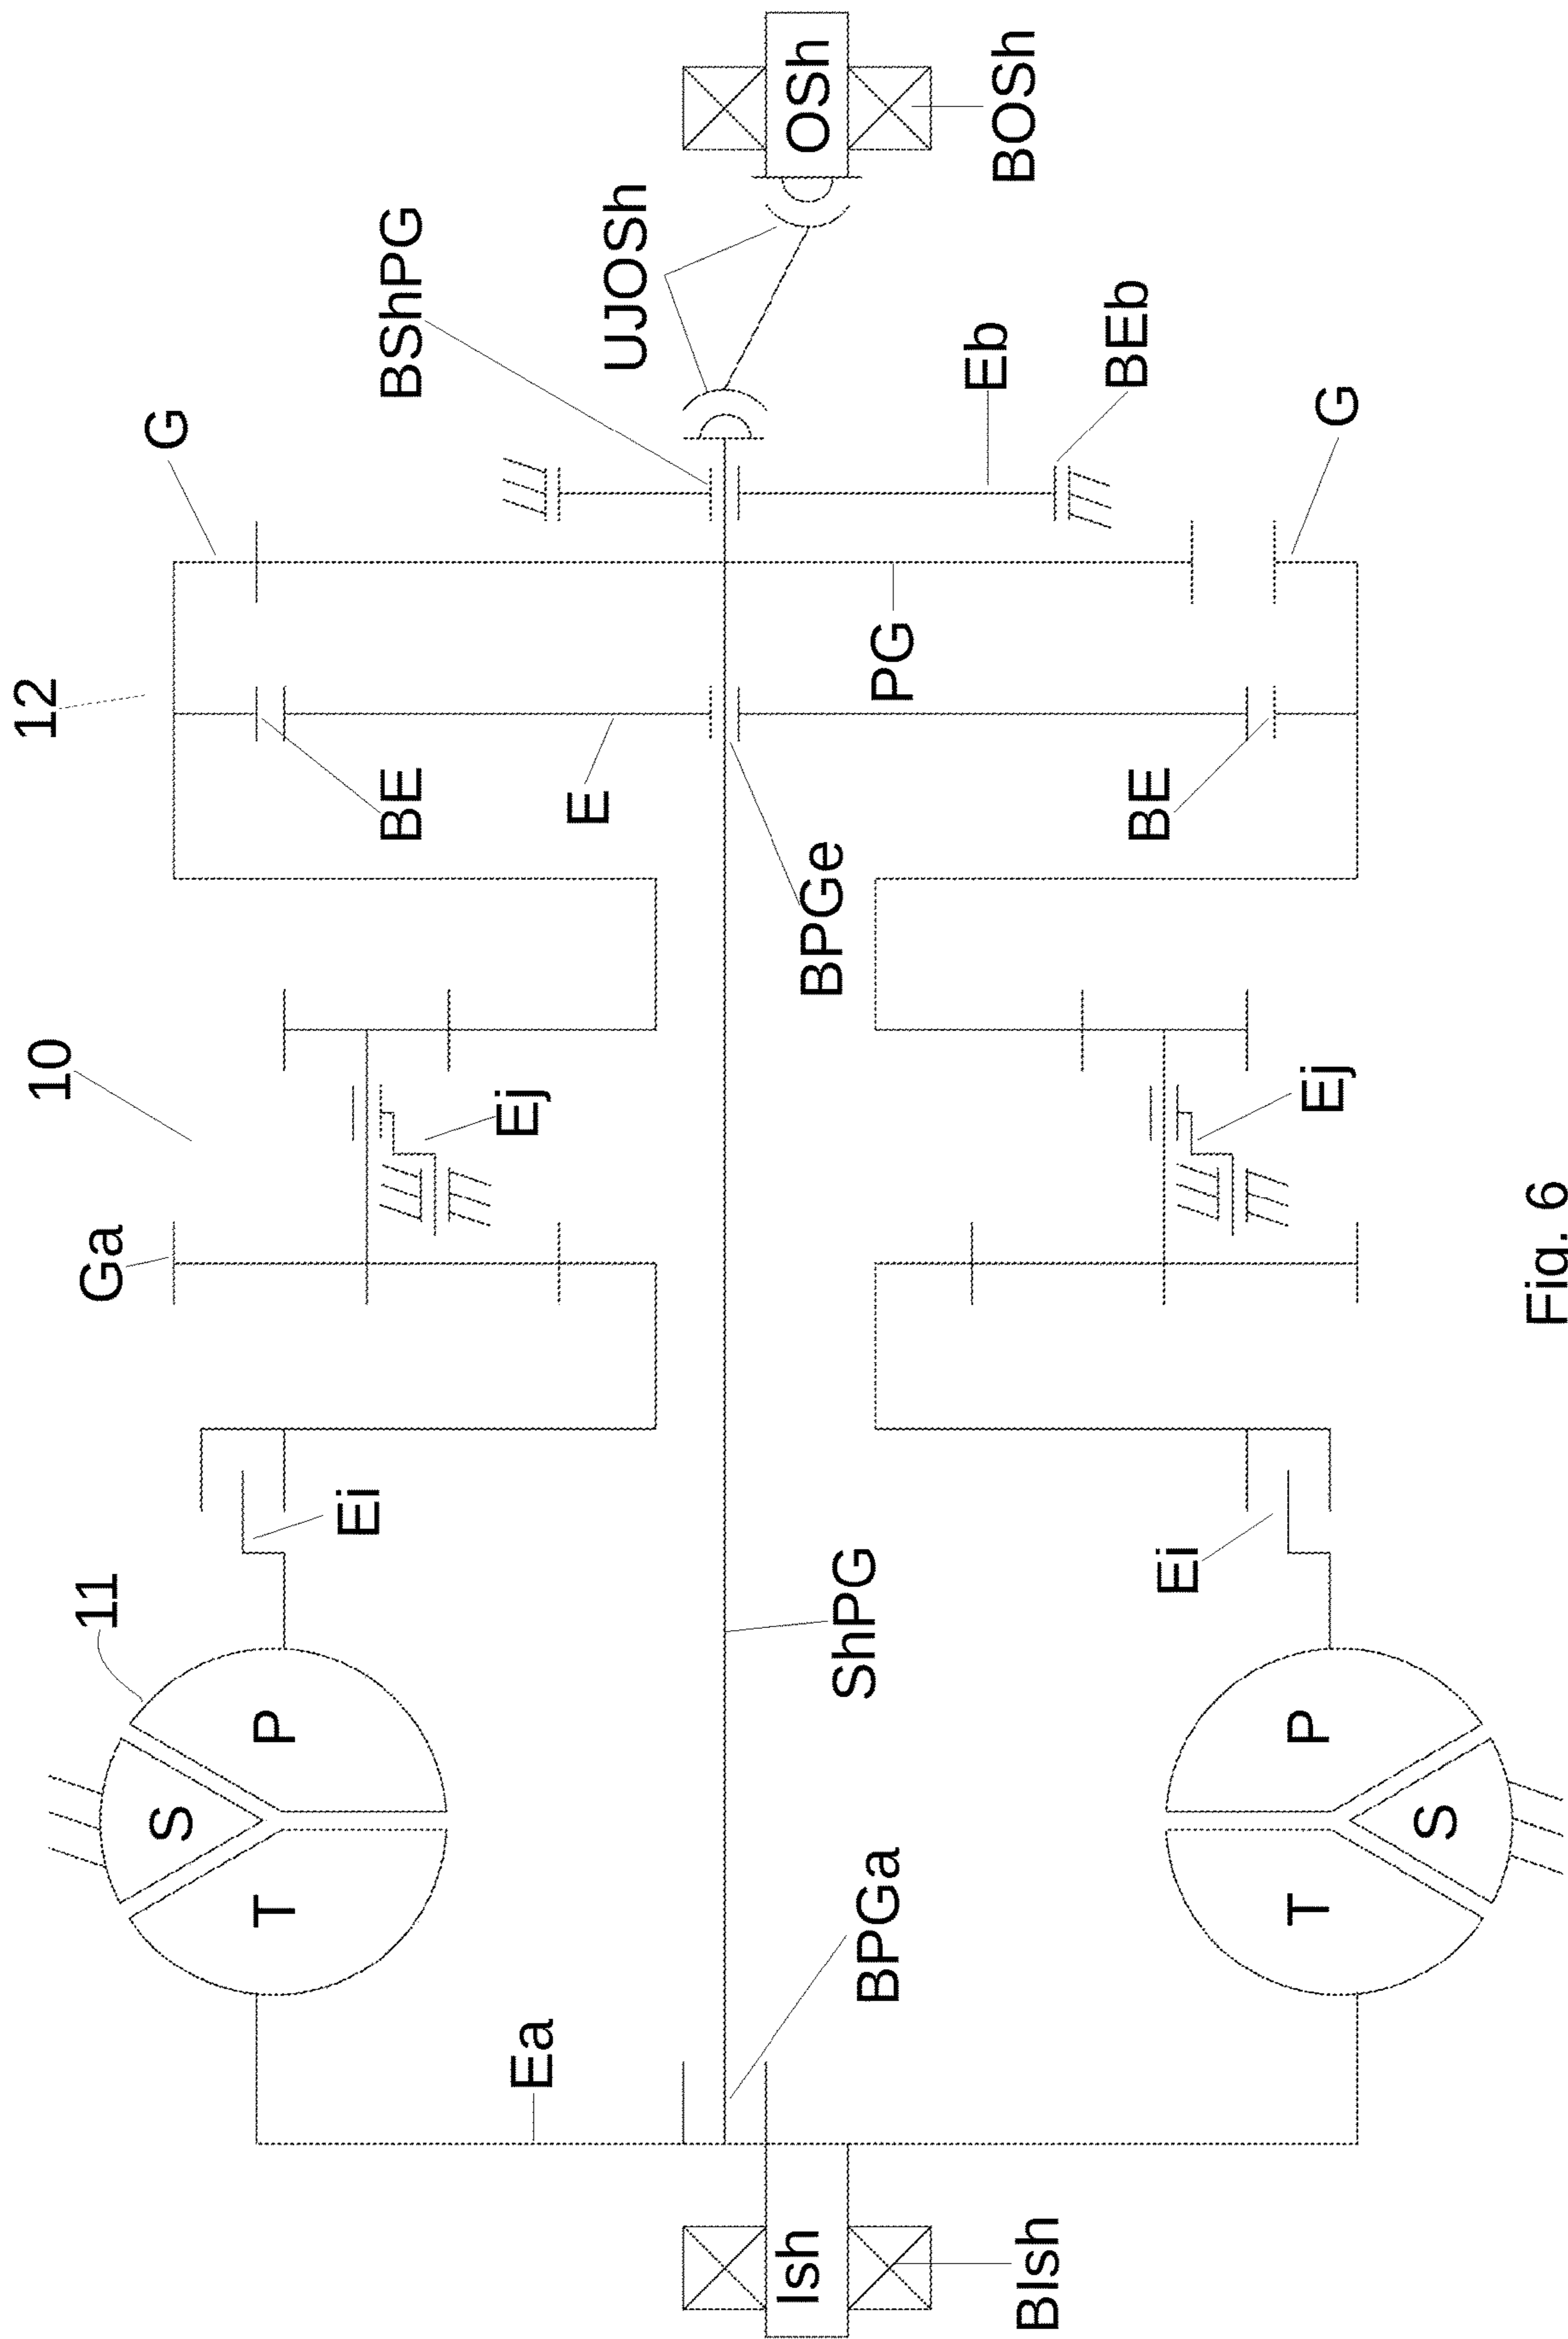 12
10
11
G
BShPG
UJOSh
OSh
BOSh
Eb
BEb
G
BE
E
PG
BE
BPGe
Ga
Ej
Ej
Ei
Ei
ShPG
P
S
T
P
S
T
Ea
BPGa
Ish
BIsh
Fig. 6